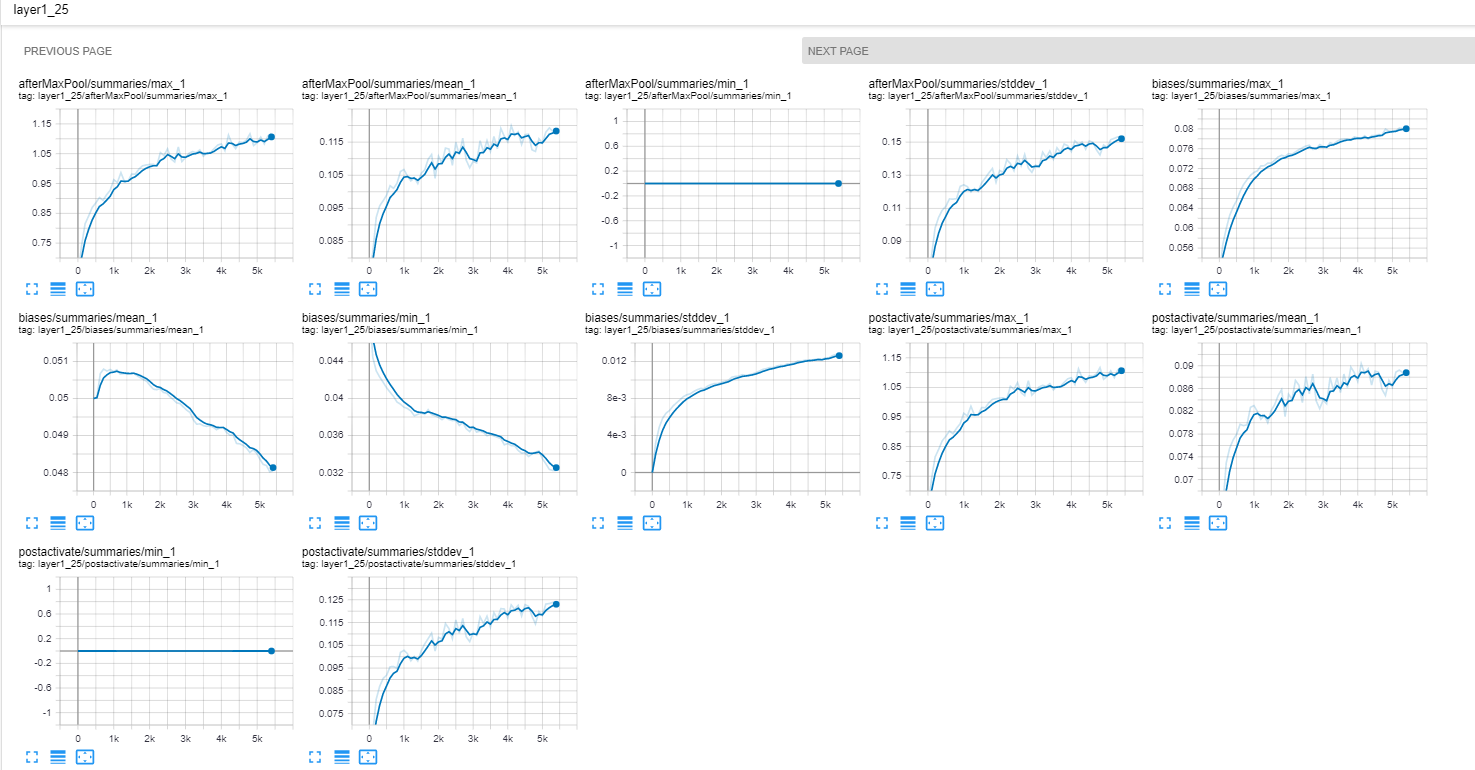 layer1_25
PREVIOUS PAGE
NEXT PAGE
afterMaxPool/summaries/max_1
tag: layer1_25/afterMaxPool/summaries/max_1
1.15
1.05
0.95
0.85
0.75
0 1k 2k 3k 4k 5k
afterMaxPool/summaries/mean_1
tag: layer1_25/afterMaxPool/summaries/mean_1
0.115
0.105
0.095
0.085
0 1k 2k 3k 4k 5k
afterMaxPool/summaries/min_1
tag: layer1_25/afterMaxPool/summaries/min_1
1
0.6
0.2
-0.2
-0.6
-1
0 1k 2k 3k 4k 5k
afterMaxPool/summaries/stddev_1
tag: layer1_25/afterMaxPool/summaries/stddev_1
0.15
0.13
0.11
0.09
0 1k 2k 3k 4k 5k
biases/summaries/max_1
tag: layer1_25/biases/summaries/max_1
0.08
0.076
0.072
0.068
0.064
0.06
0.056
0 1k 2k 3k 4k 5k
biases/summaries/mean_1
tag: layer1_25/biases/summaries/mean_1
0.051
0.05
0.049
0.048
0 1k 2k 3k 4k 5k
biases/summaries/min_1
tag: layer1_25/biases/summaries/min_1
0.044
0.04
0.036
0.032
0 1k 2k 3k 4k 5k
biases/summaries/stddev_1
tag: layer1_25/biases/summaries/stddev_1
0.012
8e-3
4e-3
0
0 1k 2k 3k 4k 5k
postactivate/summaries/max_1
tag: layer1_25/postactivate/summaries/max_1
1.15
1.05
0.95
0.85
0.75
0 1k 2k 3k 4k 5k
postactivate/summaries/mean_1
tag: layer1_25/postactivate/summaries/mean_1
0.09
0.086
0.082
0.078
0.074
0.07
0 1k 2k 3k 4k 5k
postactivate/summaries/min_1
tag: layer1_25/postactivate/summaries/min_1
1
0.6
0.2
-0.2
-0.6
-1
0 1k 2k 3k 4k 5k
postactivate/summaries/stddev_1
tag: layer1_25/postactivate/summaries/stddev_1
0.125
0.115
0.105
0.095
0.085
0.075
0 1k 2k 3k 4k 5k